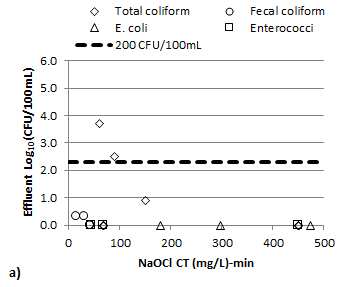 Total coliform Fecal coliform
E. coli Enterococci
200 CFU/100mL
6.0
5.0
4.0
3.0
2.0
1.0
0.0
Effluent Log10(CFU/100mL)
0 100 200 300 400 500
NaOCl CT (mg/L)-min
a)